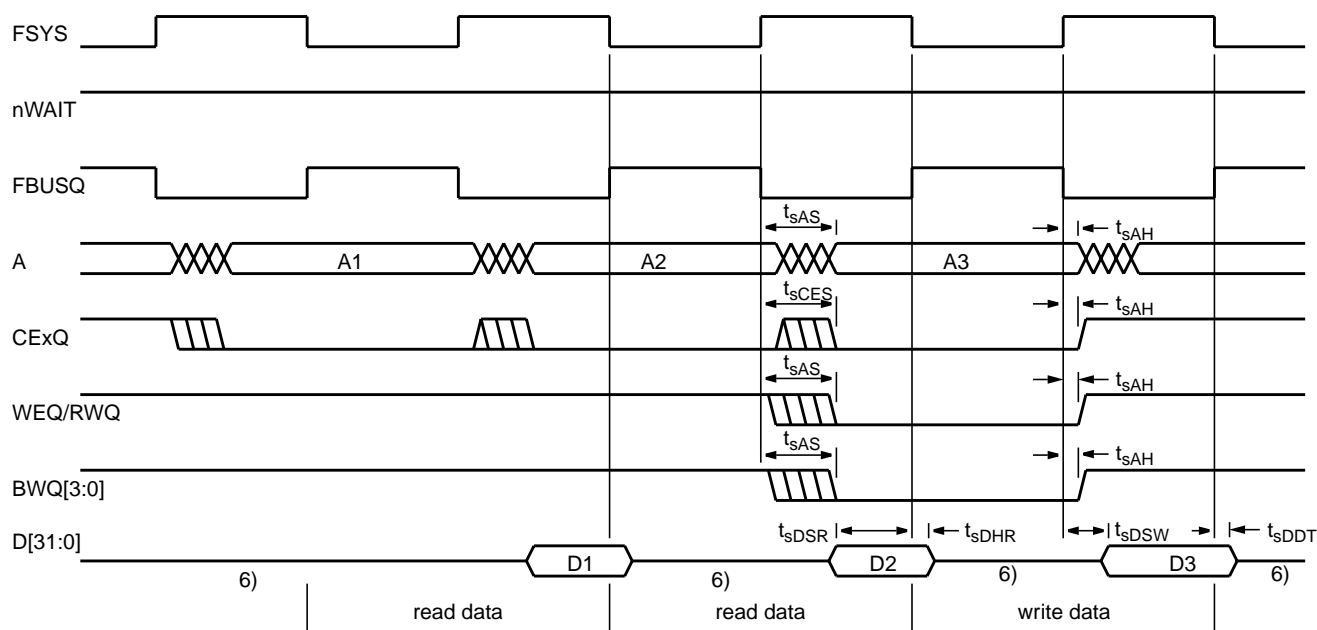 FSYS
nWAIT
FBUSQ
tsAS
tsAH
A
A1
A2
A3
tsCES
tsAH
CExQ
tsAS
tsAH
WEQ/RWQ
tsAS
tsAH
BWQ[3:0]
tsDSR
tsDHR
tsDSW
tsDDT
D[31:0]
D1
D2
D3
6)
6)
6)
6)
read data
read data
write data